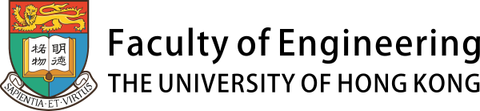 Faculty of Engineering
THE UNIVERSITY OF HONG KONG
明德
格物
SAPIENTIA·ET·VIRTUS